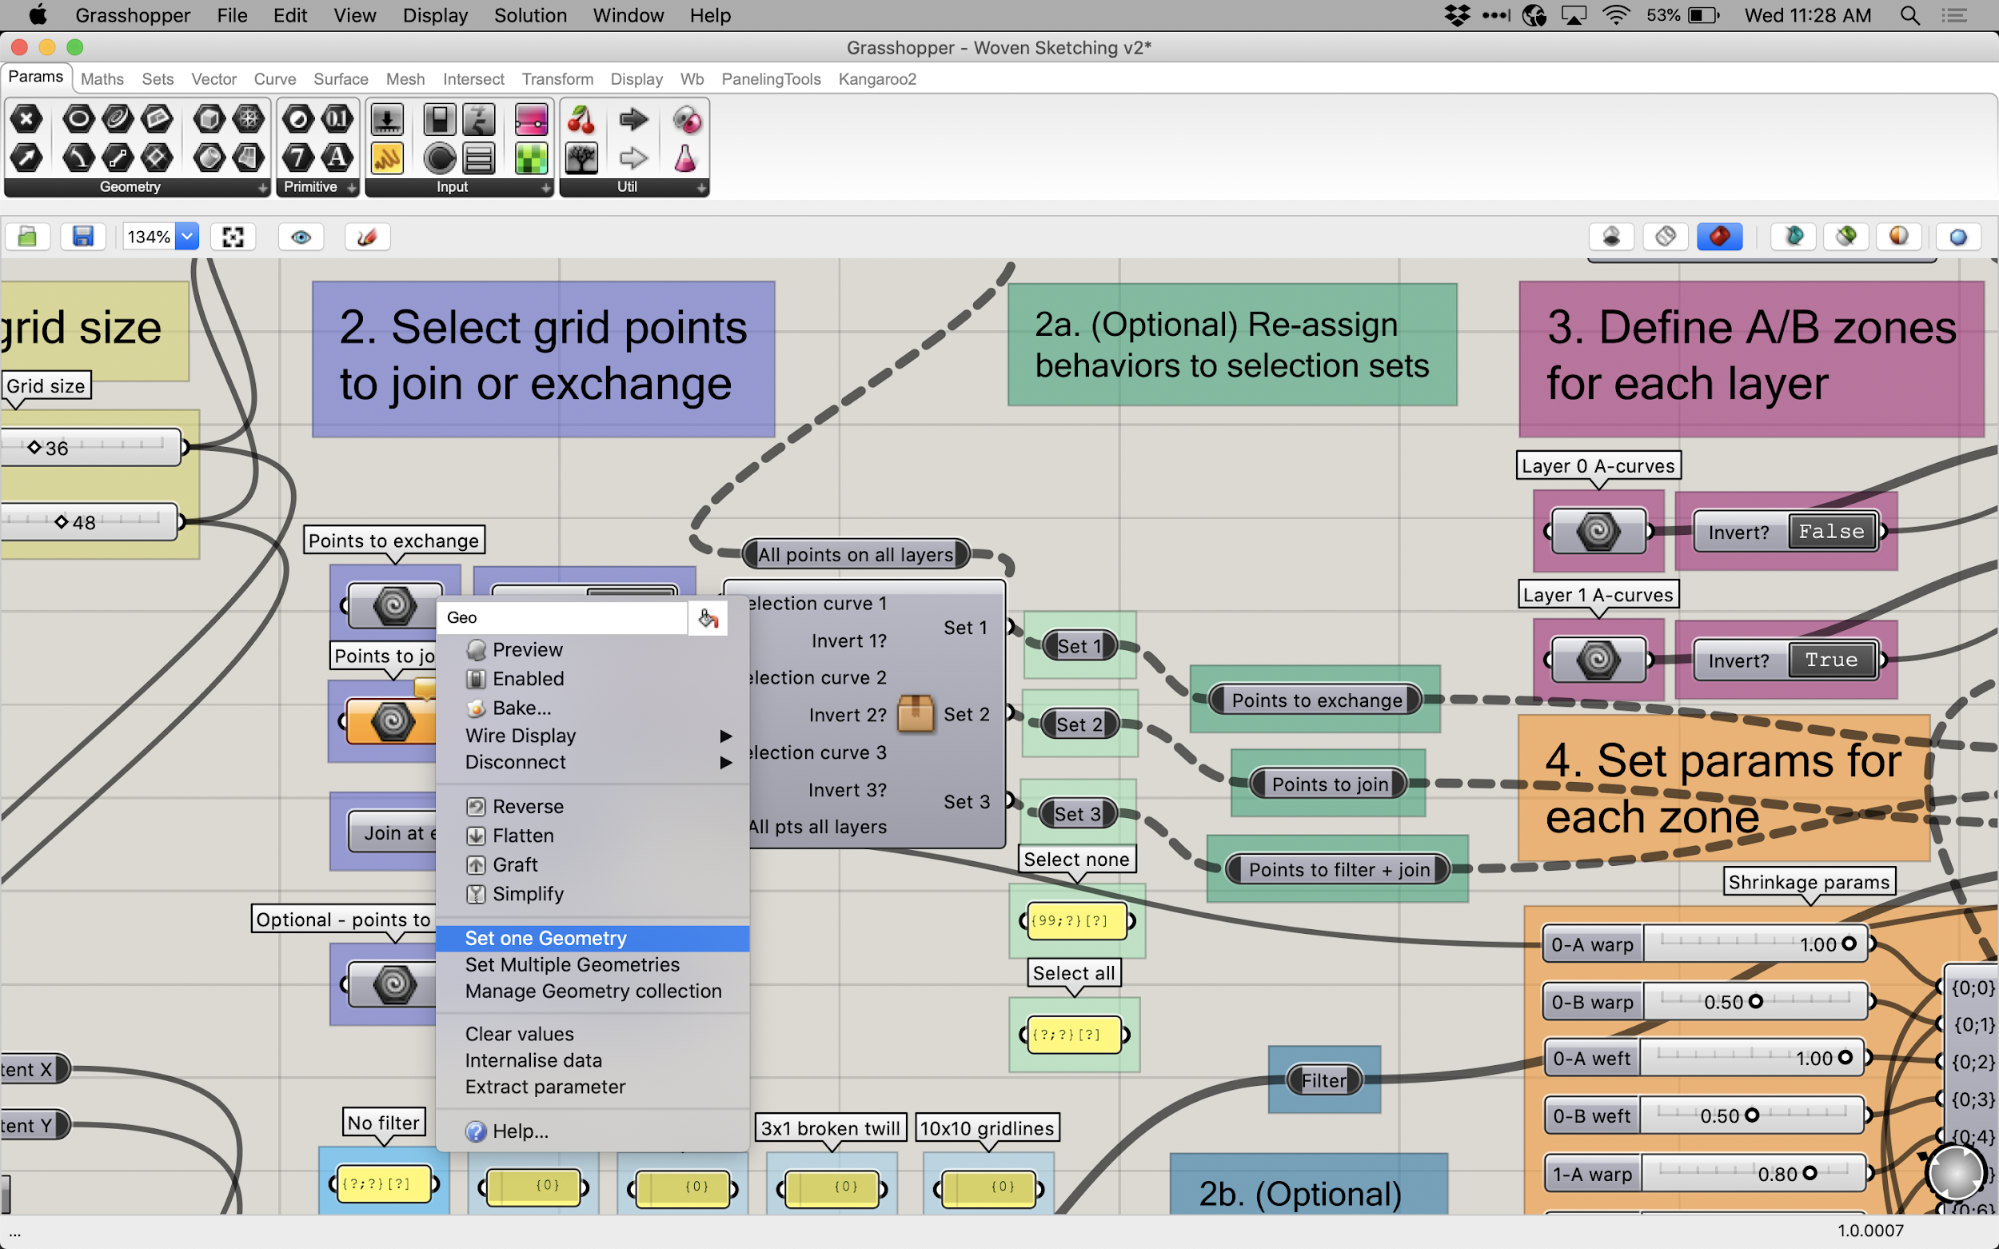 Grasshopper File Edit View Display Solution Window Help 53% Wed 11:28 AM
Grasshopper - Woven Sketching v2*
Params Maths Sets Vector Curve Surface Mesh Intersect Transform Display Wb PanelingTools Kangaroo2
Geometry Primitive Input Util
134%
grid size
Grid size
36
48
2. Select grid points
to join or exchange
2a. (Optional) Re-assign
behaviors to selection sets
3. Define A/B zones
for each layer
Layer 0 A-curves
Invert? False
Layer 1 A-curves
Invert? True
Points to exchange
Points to jo
Join at e
Optional - points to
All points on all layers
election curve 1
Invert 1?
election curve 2
Invert 2?
election curve 3
Invert 3?
All pts all layers
Set 1
Set 2
Set 3
Set 1
Set 2
Set 3
Points to exchange
Points to join
Points to filter + join
Select none
{99;?}[?]
Select all
{?;?}[?]
Geo
Preview
Enabled
Bake...
Wire Display
Disconnect
Reverse
Flatten
Graft
Simplify
Set one Geometry
Set Multiple Geometries
Manage Geometry collection
Clear values
Internalise data
Extract parameter
Help...
4. Set params for
each zone
Shrinkage params
0-A warp 1.00
0-B warp 0.50
0-A weft 1.00
0-B weft 0.50
1-A warp 0.80
{0;0}
{0;1}
{0;2}
{0;3}
{0;4}
{0;6}
tent X
tent Y
No filter
{?;?}[?]
{0}
{0}
3x1 broken twill
{0}
10x10 gridlines
{0}
Filter
2b. (Optional)
...
1.0.0007